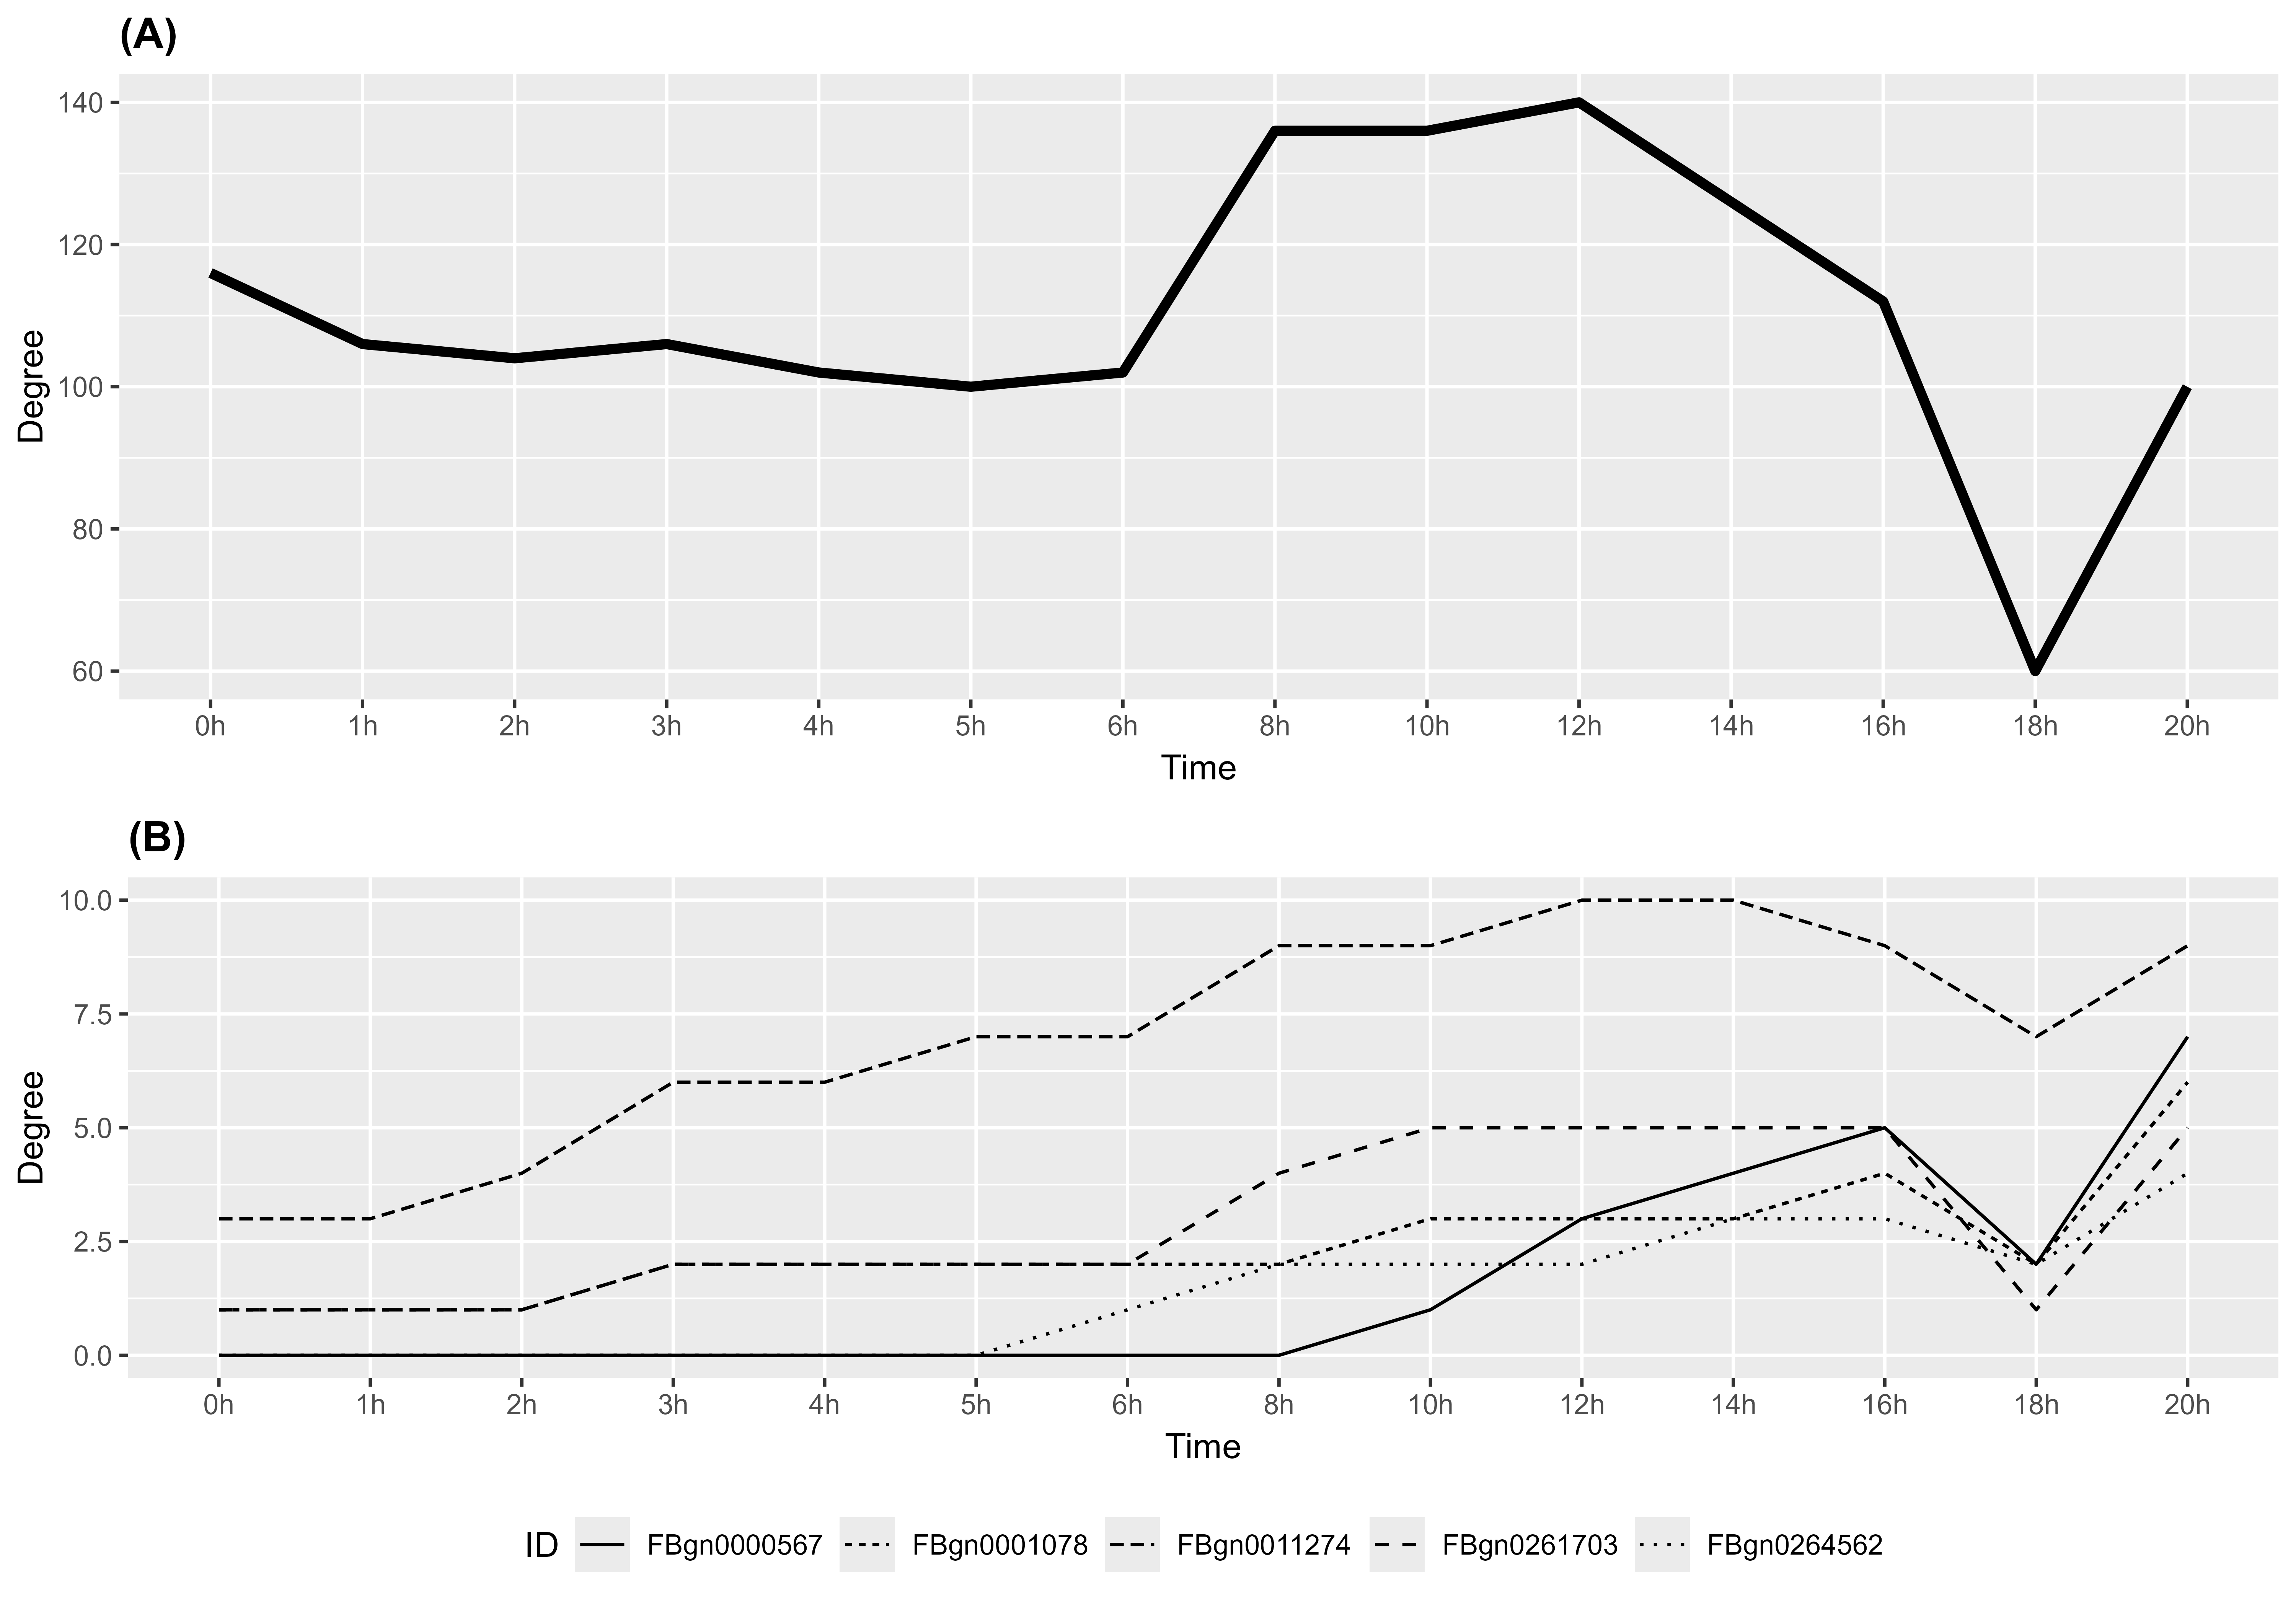 (A)
140
120
100
80
60
Degree
0h 1h 2h 3h 4h 5h 6h 8h 10h 12h 14h 16h 18h 20h
Time
(B)
10.0
7.5
5.0
2.5
0.0
Degree
0h 1h 2h 3h 4h 5h 6h 8h 10h 12h 14h 16h 18h 20h
Time
ID FBgn0000567 FBgn0001078 FBgn0011274 FBgn0261703 FBgn0264562